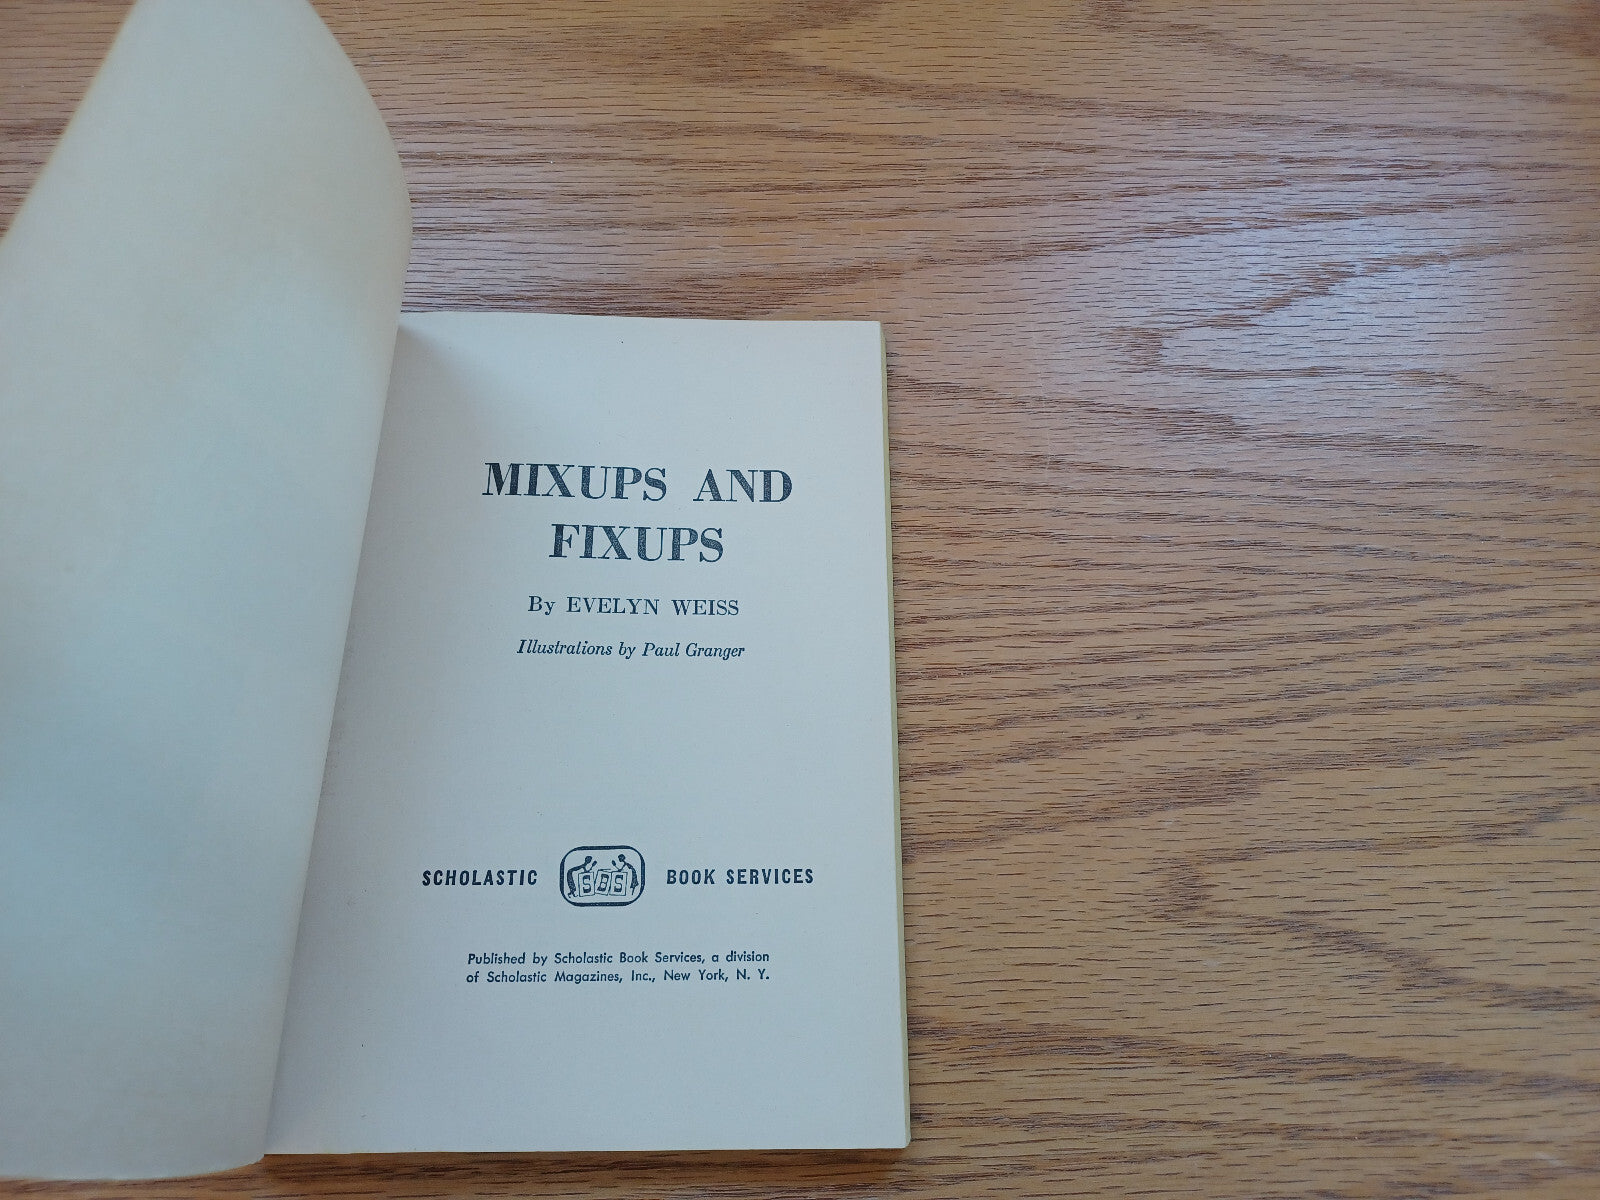 MIXUPS AND
FIXUPS
By EVELYN WEISS
Illustrations by Paul Granger
SCHOLASTIC SBS BOOK SERVICES
Published by Scholastic Book Services, a division
of Scholastic Magazines, Inc., New York, N. Y.